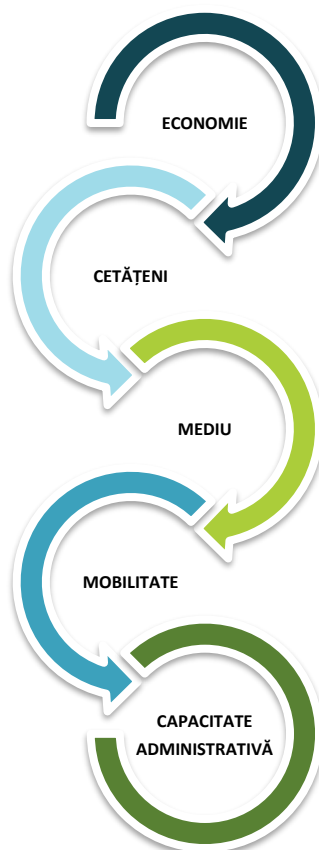 ECONOMIE
CETĂȚENI
MEDIU
MOBILITATE
CAPACITATE
ADMINISTRATIVĂ